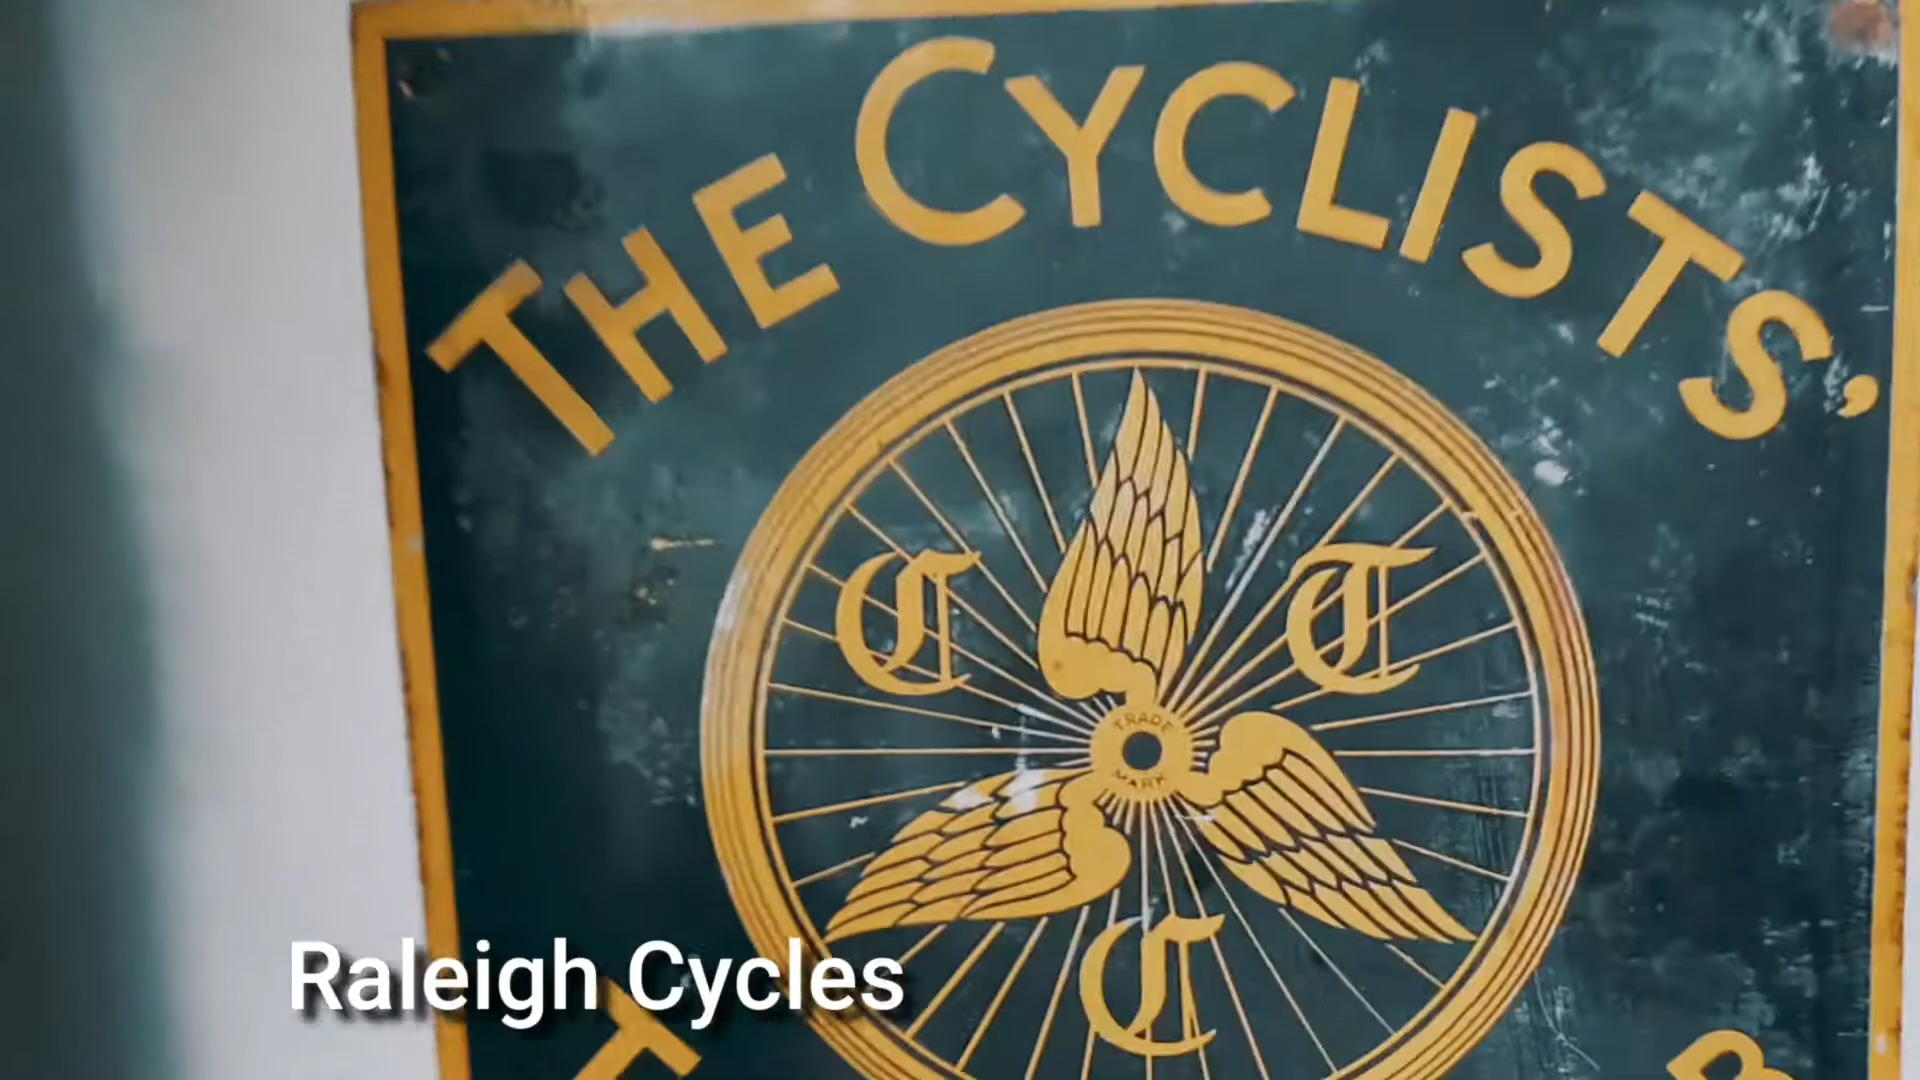 THE CYCLISTS'
C T
TRADE
MARK
C
Raleigh Cycles
T